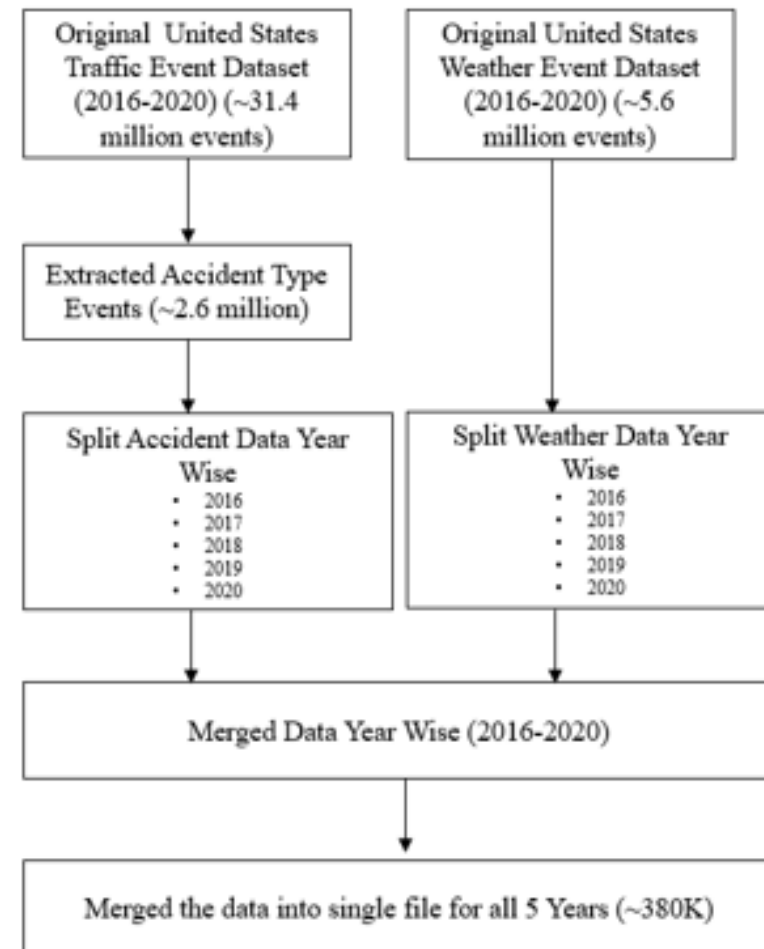 Original United States
Traffic Event Dataset
(2016-2020) (~31.4
million events)
Original United States
Weather Event Dataset
(2016-2020) (~5.6
million events)
Extracted Accident Type
Events (~2.6 million)
Split Accident Data Year
Wise
• 2016
• 2017
• 2018
• 2019
• 2020
Split Weather Data Year
Wise
• 2016
• 2017
• 2018
• 2019
• 2020
Merged Data Year Wise (2016-2020)
Merged the data into single file for all 5 Years (~380K)